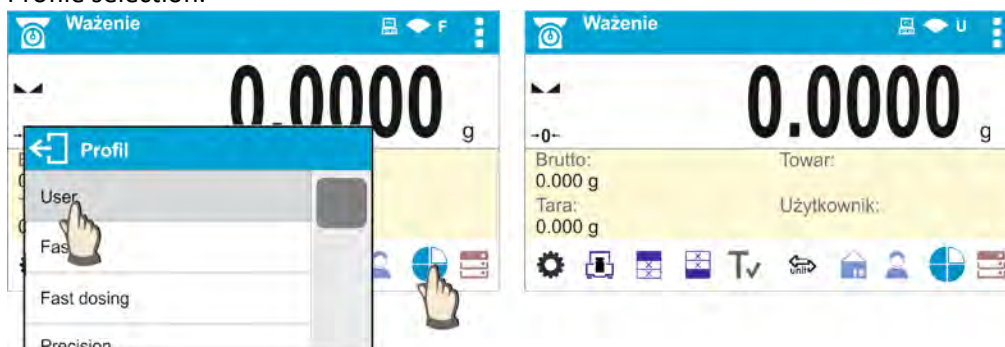 Profile selection.
Ważenie F
0.0000 g
Profil
User
Fas
Fast dosing
Precision
Ważenie U
0.0000 g
→0←
Brutto:
0.000 g
Towar:
Tara:
0.000 g
Użytkownik:
T
unit